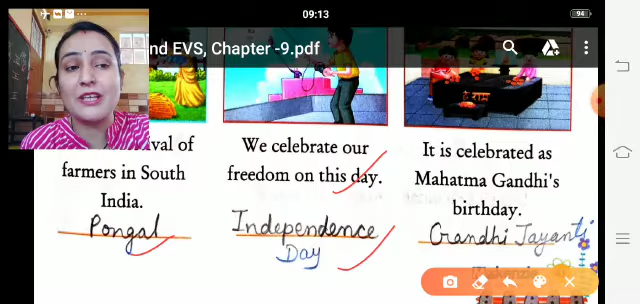 09:13
94
nd EVS, Chapter -9.pdf
val of
farmers in South
India.
Pongal
We celebrate our
freedom on this day.
Independence
Day
It is celebrated as
Mahatma Gandhi's
birthday.
Gandhi Jayanti